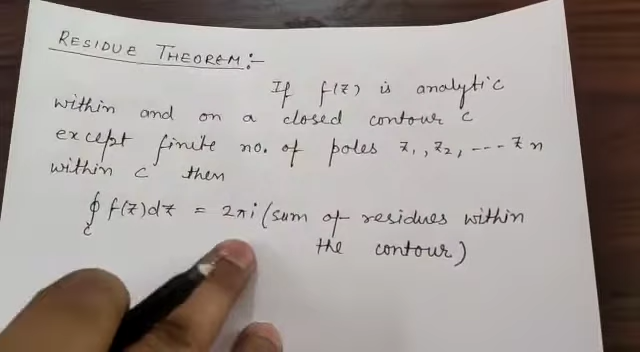 RESIDUE THEOREM:-
If f(z) is analytic
within and on a closed contour c
except finite no. of poles z1, z2, ---- zn
within c then
∮c f(z)dz = 2πi (sum of residues within
the contour)